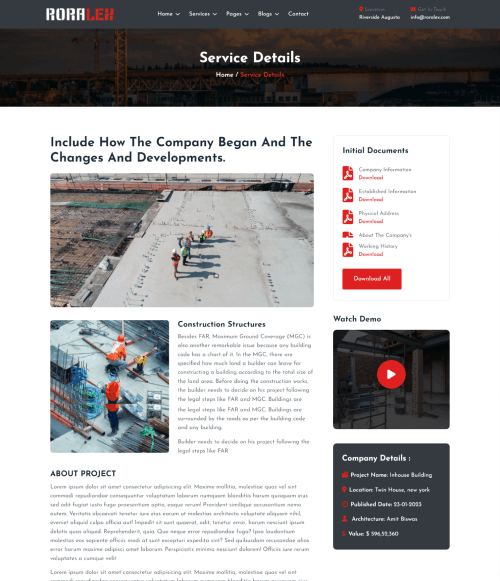 RORALEX
Home Services Pages Blogs Contact
Location
Riverside Augusta
Get in Touch
info@roralex.com
Service Details
Home / Service Details
Include How The Company Began And The
Changes And Developments.
Construction Structures
Besides FAR, Maximum Ground Coverage (MGC) is
also another remarkable issue because any building
code has a chart of it. In the MGC, there are
specified how much land a builder can leave for
constructing a building according to the total size of
the land area. Before doing the construction works,
the builder needs to decide on his project following
the legal steps like FAR and MGC. Buildings are
the legal steps like FAR and MGC. Buildings are
surrounded by the roads as per the building code
and any building.
Builder needs to decide on his project following the
legal steps like FAR
ABOUT PROJECT
Lorem ipsum dolor sit amet consectetur adipisicing elit. Maxime mollitia, molestiae quas vel sint
commodi repudiandae consequuntur voluptatum laborum numquam blanditiis harum quisquam eius
sed odit fugiat iusto fuga praesentium optio, eaque rerum! Provident similique accusantium nemo
autem. Veritatis obcaecati tenetur iure eius earum ut molestias architecto voluptate aliquam nihil,
eveniet aliquid culpa officia aut! Impedit sit sunt quaerat, odit, tenetur error, harum nesciunt ipsum
debitis quas aliquid. Reprehenderit, quia. Quo neque error repudiandae fuga? Ipsa laudantium
molestias eos sapiente officiis modi at sunt excepturi expedita sint? Sed quibusdam recusandae alias
error harum maxime adipisci amet laborum. Perspiciatis minima nesciunt dolorem! Officiis iure rerum
voluptates a cumque velit
Lorem ipsum dolor sit amet consectetur adipisicing elit. Maxime mollitia, molestiae quas vel sint
Initial Documents
Company Information
Download
Established Information
Download
Physical Address
Download
About The Company's
Working History
Download
Download All
Watch Demo
Company Details :
Project Name: Inhouse Building
Location: Twin House, new york
Published Date: 23-01-2023
Architecture: Amit Biswas
Value: $ 596,52,360